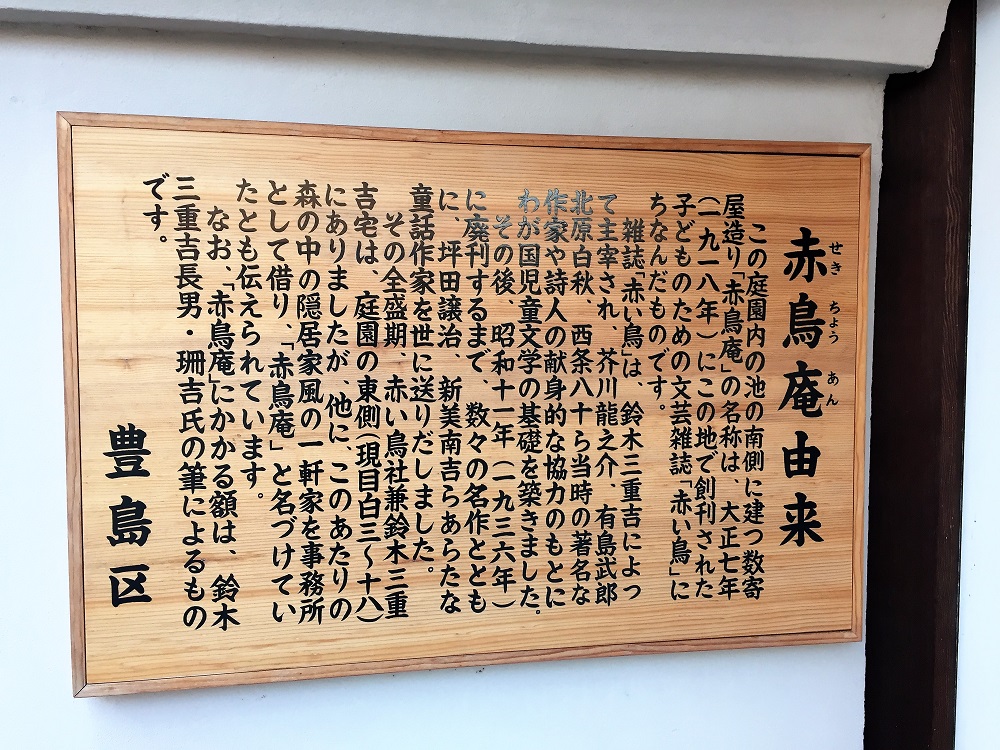 赤鳥庵由来
せきちょうあん
この庭園内の池の南側に建つ数寄
屋造り「赤鳥庵」の名称は、大正七年
(一九一八年)にこの地で創刊された
子どものための文芸雑誌「赤い鳥」に
ちなんだものです。
雑誌「赤い鳥」は、鈴木三重吉によっ
て主宰され、芥川龍之介、有島武郎
北原白秋、西条八十ら当時の著名な
作家や詩人の献身的な協力のもとに
わが国児童文学の基礎を築きました。
その後、昭和十一年(一九三六年)
に廃刊するまで、数々の名作ととも
に、坪田譲治、新美南吉らあらたな
童話作家を世に送りだしました。
その全盛期、赤い鳥社兼鈴木三重
吉宅は、庭園の東側(現目白三〜十八)
にありましたが、他に、このあたりの
森の中の隠居家風の一軒家を事務所
として借り、「赤鳥庵」と名づけてい
たとも伝えられています。
なお、「赤鳥庵」にかかる額は、鈴木
三重吉長男・珊吉氏の筆によるもの
です。
豊島区